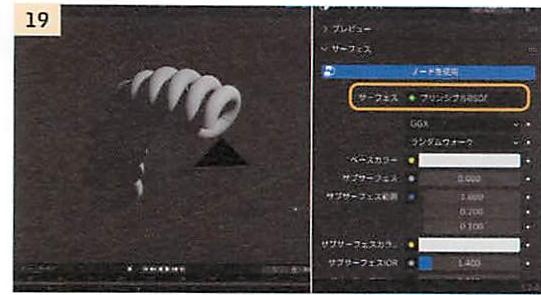 19
> プレビュー
∨ サーフェス
ノードを使用
サーフェス プリンシプルBSDF
GGX
ランダムウォーク
ベースカラー
サブサーフェス 0.000
サブサーフェス範囲 1.000
0.200
0.100
サブサーフェスカラ..
サブサーフェスIOR 1.400